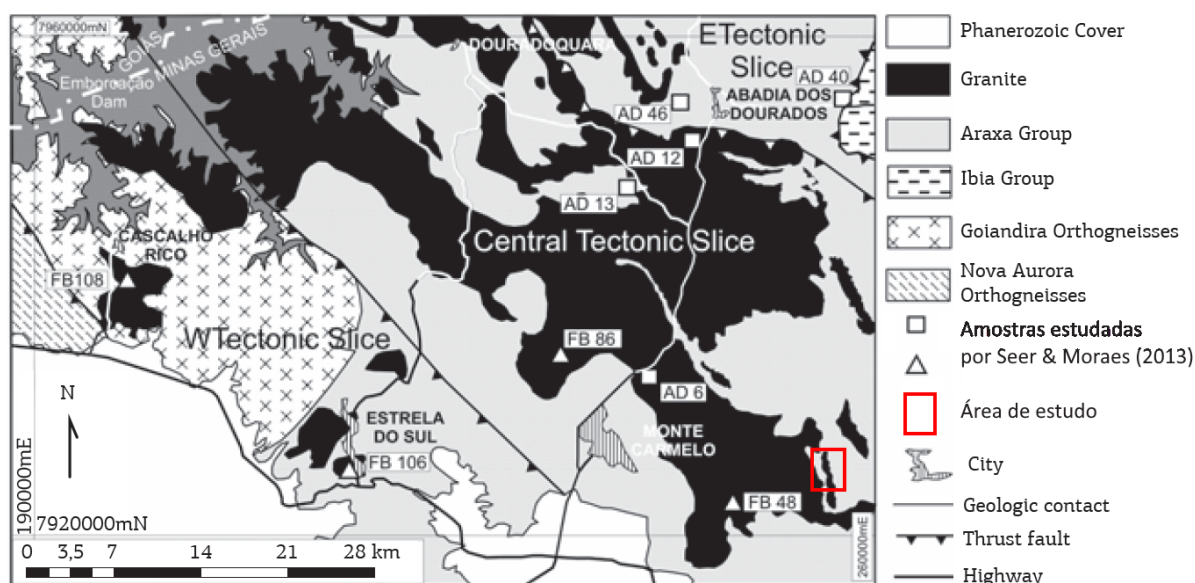 7960000mN
GOIÁS
MINAS GERAIS
Emborcação
Dam
DOURADOQUARA
ETectonic
Slice
AD 40
ABADIA DOS
DOURADOS
AD 46
AD 12
AD 13
Central Tectonic Slice
CASCALHO
RICO
FB108
WTectonic Slice
FB 86
AD 6
ESTRELA
DO SUL
FB 106
MONTE
CARMELO
FB 48
N
190000mE
7920000mN
260000mE
0 3,5 7 14 21 28 km
Phanerozoic Cover
Granite
Araxa Group
Ibia Group
Goiandira Orthogneisses
Nova Aurora
Orthogneisses
Amostras estudadas
por Seer & Moraes (2013)
Área de estudo
City
Geologic contact
Thrust fault
Highway